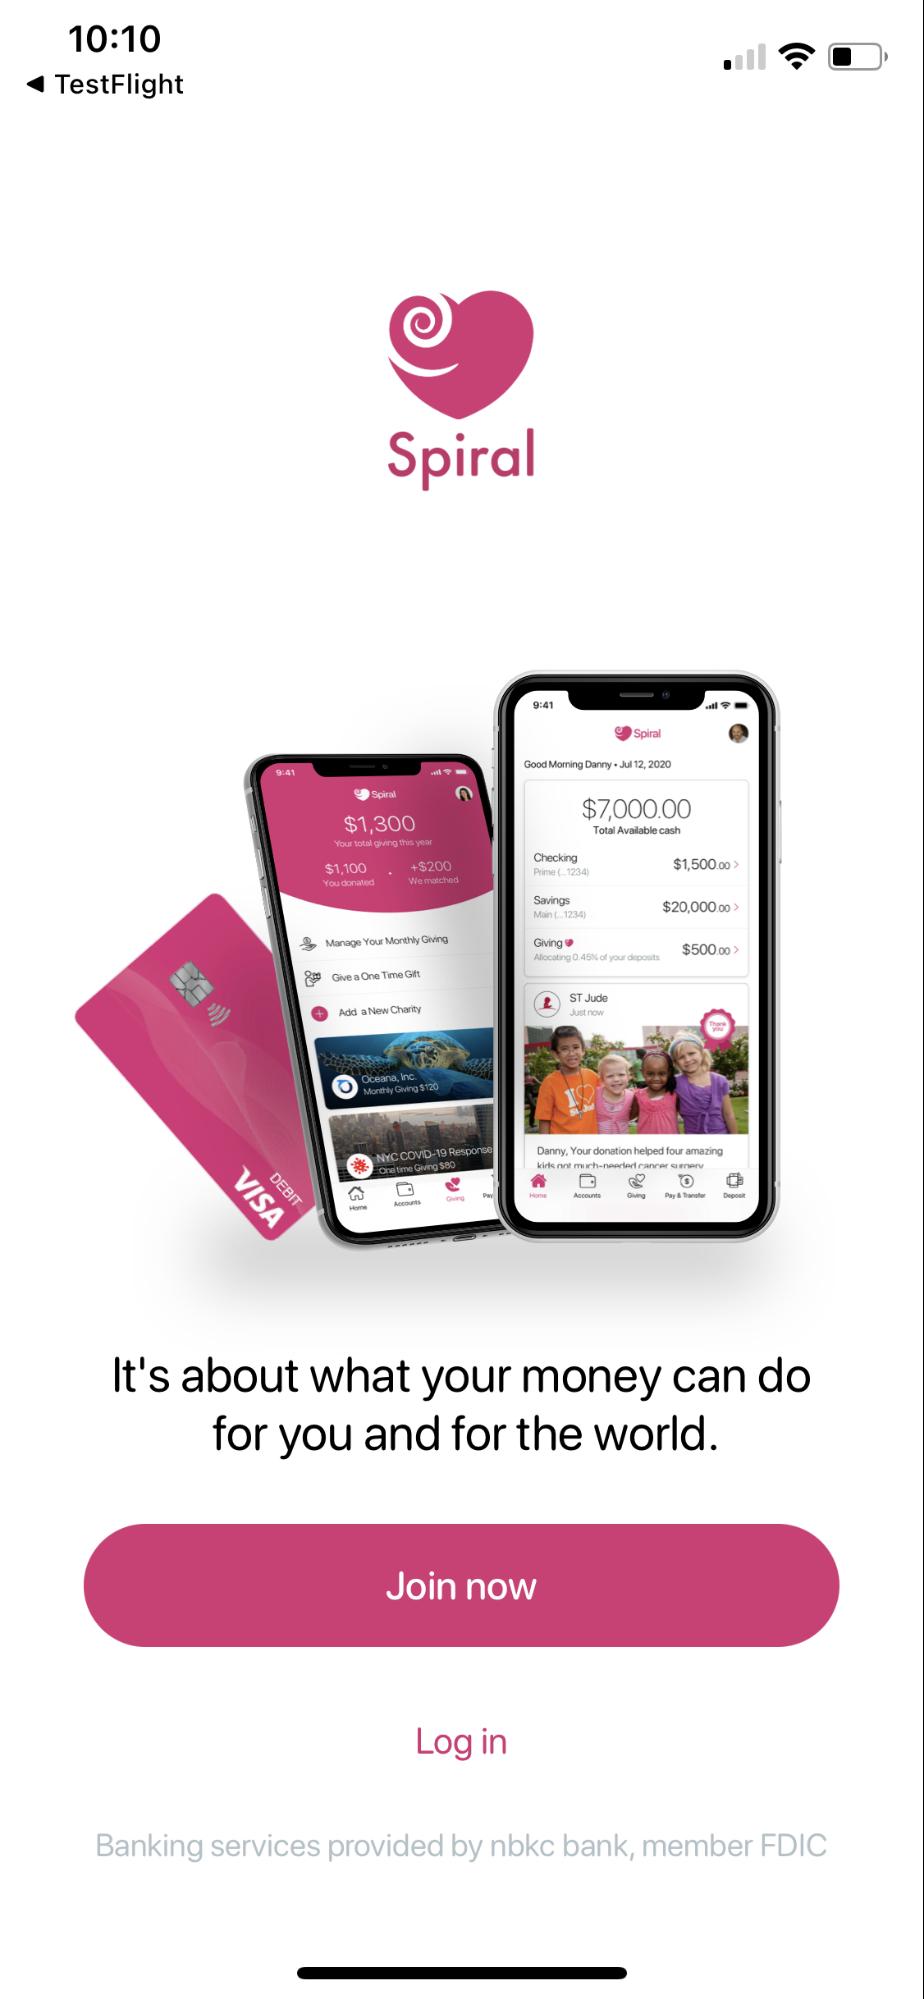 10:10
◀ TestFlight
Spiral
9:41
Spiral
$1,300
Your total giving this year
$1,100
You donated
+$200
We matched
Manage Your Monthly Giving
Give a One Time Gift
Add a New Charity
Oceana, Inc.
Monthly Giving $120
NYC COVID-19 Response
One time Giving $80
Home
Accounts
Giving
Pay
DEBIT
VISA
9:41
Spiral
Good Morning Danny • Jul 12, 2020
$7,000.00
Total Available cash
Checking
Prime (...1234)
$1,500.00 >
Savings
Main (...1234)
$20,000.00 >
Giving
Allocating 0.45% of your deposits
$500.00 >
ST Jude
Just now
Thank
you
I
Danny, Your donation helped four amazing
kids got much-needed cancer surgery
Home
Accounts
Giving
Pay & Transfer
Deposit
It's about what your money can do
for you and for the world.
Join now
Log in
Banking services provided by nbkc bank, member FDIC